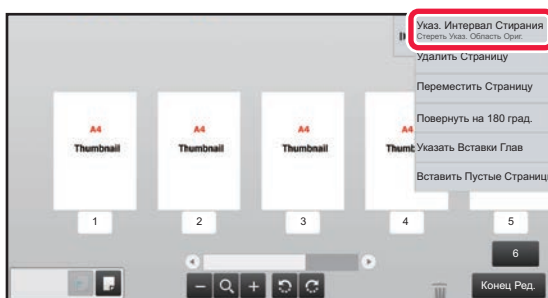 Указ. Интервал Стирания
Стереть Указ. Область Ориг.
Удалить Страницу
Переместить Страницу
Повернуть на 180 град.
Указать Вставки Глав
Вставить Пустые Страниц
A4
Thumbnail
A4
Thumbnail
A4
Thumbnail
A4
Thumb
1
2
3
4
5
6
Конец Ред.